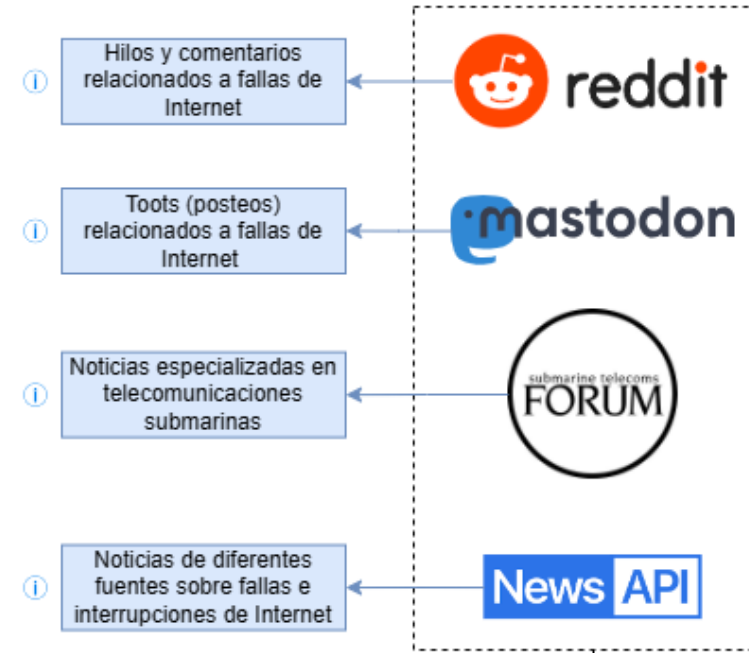 Hilos y comentarios
relacionados a fallas de
Internet
reddit
Toots (posteos)
relacionados a fallas de
Internet
mastodon
Noticias especializadas en
telecomunicaciones
submarinas
submarine telecoms
FORUM
Noticias de diferentes
fuentes sobre fallas e
interrupciones de Internet
News API